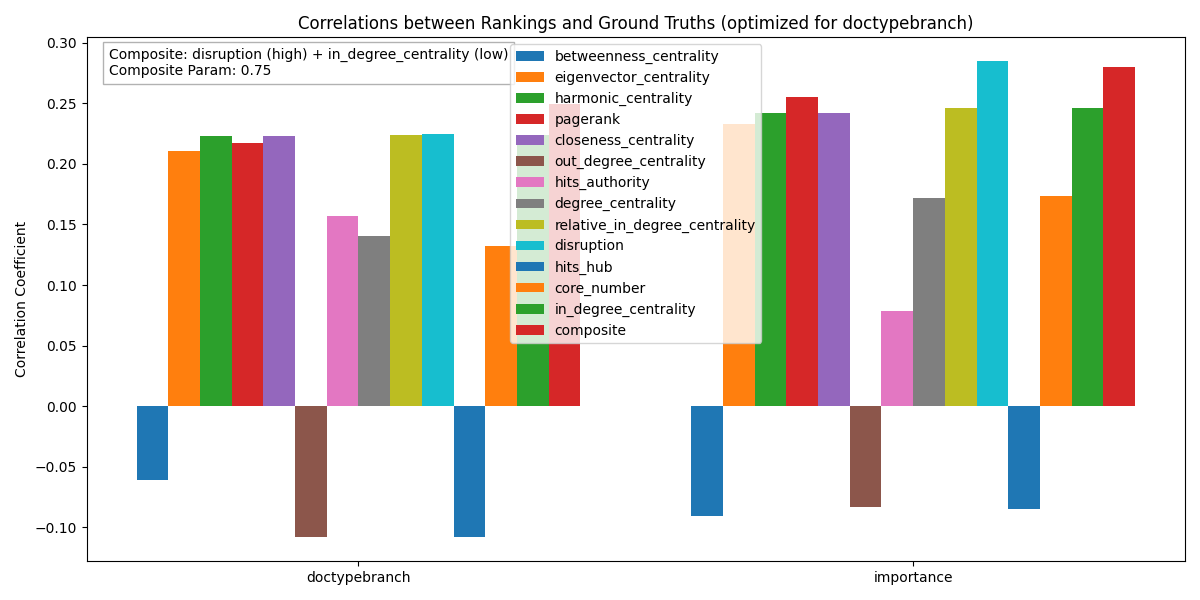 Correlations between Rankings and Ground Truths (optimized for doctypebranch)
Composite: disruption (high) + in_degree_centrality (low)
Composite Param: 0.75
betweenness_centrality
eigenvector_centrality
harmonic_centrality
pagerank
closeness_centrality
out_degree_centrality
hits_authority
degree_centrality
relative_in_degree_centrality
disruption
hits_hub
core_number
in_degree_centrality
composite
Correlation Coefficient
0.30
0.25
0.20
0.15
0.10
0.05
0.00
−0.05
−0.10
doctypebranch
importance